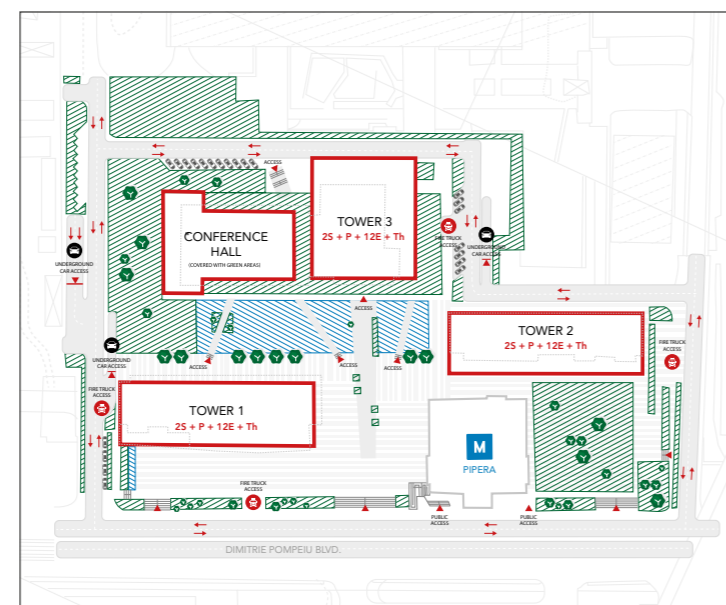 ACCESS
TOWER 3
2S + P + 12E + Th
CONFERENCE
HALL
(COVERED WITH GREEN AREAS)
FIRE TRUCK
ACCESS
UNDERGROUND
CAR ACCESS
UNDERGROUND
CAR ACCESS
ACCESS
TOWER 2
2S + P + 12E + Th
FIRE TRUCK
ACCESS
UNDERGROUND
CAR ACCESS
ACCESS
ACCESS
ACCESS
FIRE TRUCK
ACCESS
TOWER 1
2S + P + 12E + Th
M
PIPERA
FIRE TRUCK
ACCESS
PUBLIC
ACCESS
PUBLIC
ACCESS
DIMITRIE POMPEIU BLVD.